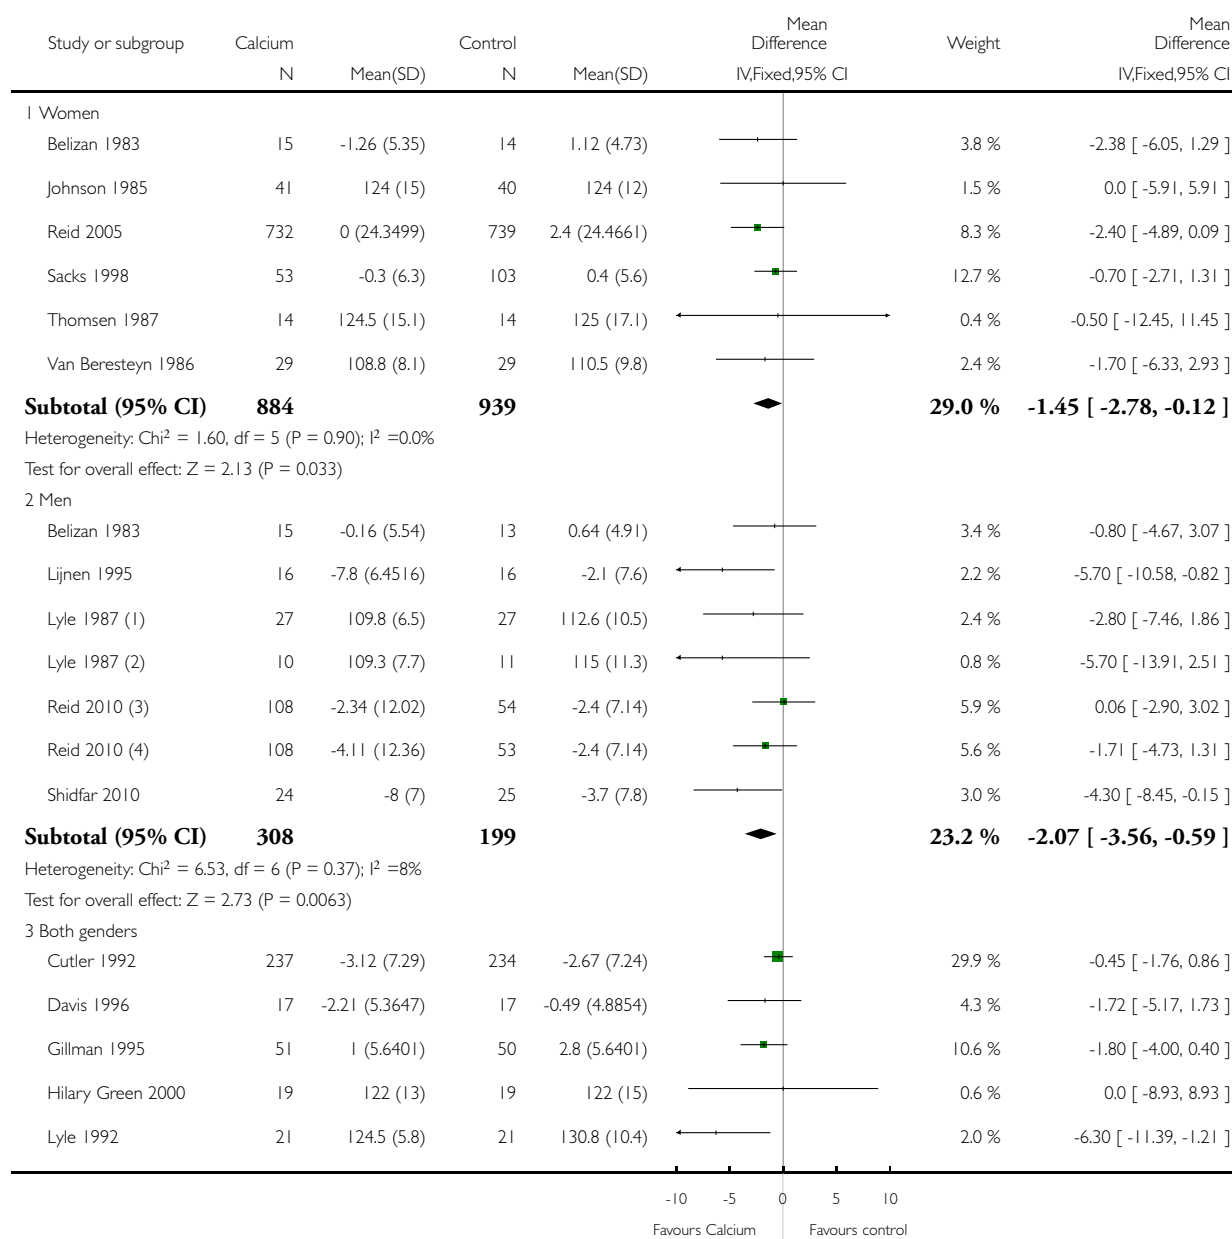 Mean Mean
Study or subgroup Calcium Control Difference Weight Difference
N Mean(SD) N Mean(SD) IV,Fixed,95% CI IV,Fixed,95% CI
1 Women
Belizan 1983 15 -1.26 (5.35) 14 1.12 (4.73) 3.8 % -2.38 [ -6.05, 1.29 ]
Johnson 1985 41 124 (15) 40 124 (12) 1.5 % 0.0 [ -5.91, 5.91 ]
Reid 2005 732 0 (24.3499) 739 2.4 (24.4661) 8.3 % -2.40 [ -4.89, 0.09 ]
Sacks 1998 53 -0.3 (6.3) 103 0.4 (5.6) 12.7 % -0.70 [ -2.71, 1.31 ]
Thomsen 1987 14 124.5 (15.1) 14 125 (17.1) 0.4 % -0.50 [ -12.45, 11.45 ]
Van Beresteyn 1986 29 108.8 (8.1) 29 110.5 (9.8) 2.4 % -1.70 [ -6.33, 2.93 ]
Subtotal (95% CI) 884 939 29.0 % -1.45 [ -2.78, -0.12 ]
Heterogeneity: Chi² = 1.60, df = 5 (P = 0.90); I² =0.0%
Test for overall effect: Z = 2.13 (P = 0.033)
2 Men
Belizan 1983 15 -0.16 (5.54) 13 0.64 (4.91) 3.4 % -0.80 [ -4.67, 3.07 ]
Lijnen 1995 16 -7.8 (6.4516) 16 -2.1 (7.6) 2.2 % -5.70 [ -10.58, -0.82 ]
Lyle 1987 (1) 27 109.8 (6.5) 27 112.6 (10.5) 2.4 % -2.80 [ -7.46, 1.86 ]
Lyle 1987 (2) 10 109.3 (7.7) 11 115 (11.3) 0.8 % -5.70 [ -13.91, 2.51 ]
Reid 2010 (3) 108 -2.34 (12.02) 54 -2.4 (7.14) 5.9 % 0.06 [ -2.90, 3.02 ]
Reid 2010 (4) 108 -4.11 (12.36) 53 -2.4 (7.14) 5.6 % -1.71 [ -4.73, 1.31 ]
Shidfar 2010 24 -8 (7) 25 -3.7 (7.8) 3.0 % -4.30 [ -8.45, -0.15 ]
Subtotal (95% CI) 308 199 23.2 % -2.07 [ -3.56, -0.59 ]
Heterogeneity: Chi² = 6.53, df = 6 (P = 0.37); I² =8%
Test for overall effect: Z = 2.73 (P = 0.0063)
3 Both genders
Cutler 1992 237 -3.12 (7.29) 234 -2.67 (7.24) 29.9 % -0.45 [ -1.76, 0.86 ]
Davis 1996 17 -2.21 (5.3647) 17 -0.49 (4.8854) 4.3 % -1.72 [ -5.17, 1.73 ]
Gillman 1995 51 1 (5.6401) 50 2.8 (5.6401) 10.6 % -1.80 [ -4.00, 0.40 ]
Hilary Green 2000 19 122 (13) 19 122 (15) 0.6 % 0.0 [ -8.93, 8.93 ]
Lyle 1992 21 124.5 (5.8) 21 130.8 (10.4) 2.0 % -6.30 [ -11.39, -1.21 ]
-10 -5 0 5 10
Favours Calcium Favours control